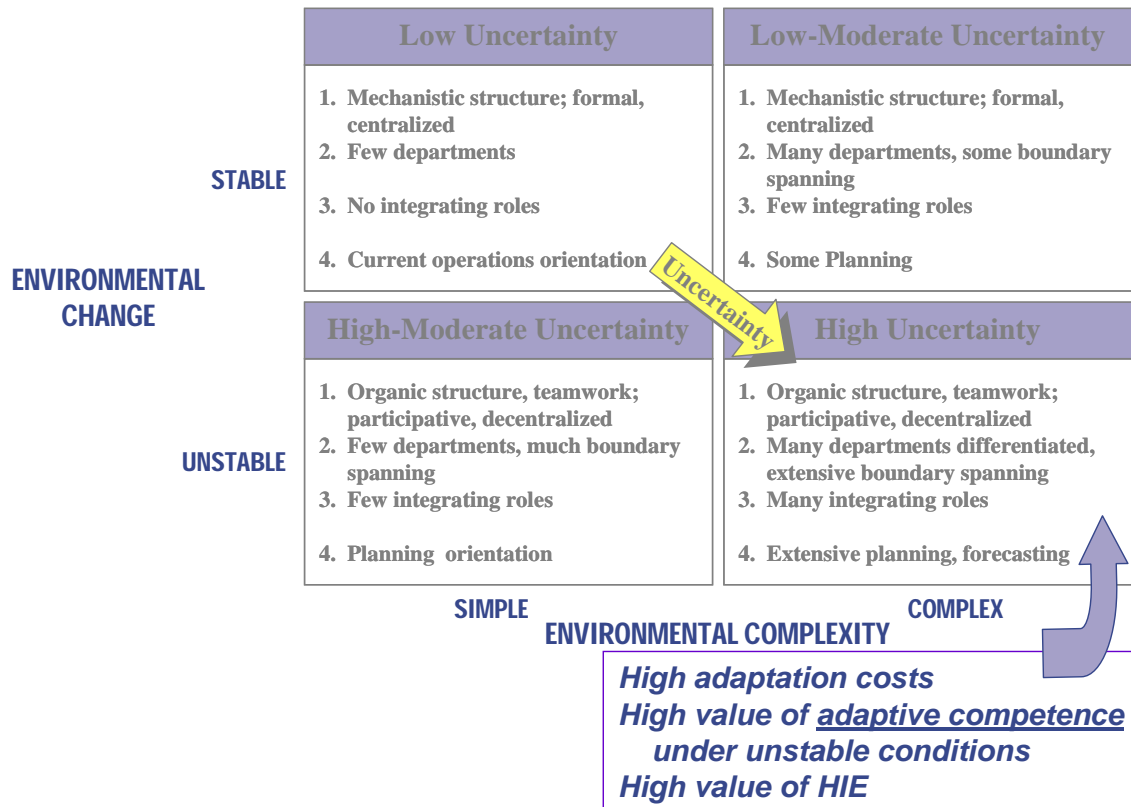 Low Uncertainty
1. Mechanistic structure; formal,
centralized
2. Few departments
3. No integrating roles
4. Current operations orientation
Low-Moderate Uncertainty
1. Mechanistic structure; formal,
centralized
2. Many departments, some boundary
spanning
3. Few integrating roles
4. Some Planning
STABLE
Uncertainty
ENVIRONMENTAL
CHANGE
High-Moderate Uncertainty
1. Organic structure, teamwork;
participative, decentralized
2. Few departments, much boundary
spanning
3. Few integrating roles
4. Planning orientation
High Uncertainty
1. Organic structure, teamwork;
participative, decentralized
2. Many departments differentiated,
extensive boundary spanning
3. Many integrating roles
4. Extensive planning, forecasting
UNSTABLE
SIMPLE
COMPLEX
ENVIRONMENTAL COMPLEXITY
High adaptation costs
High value of adaptive competence
under unstable conditions
High value of HIE